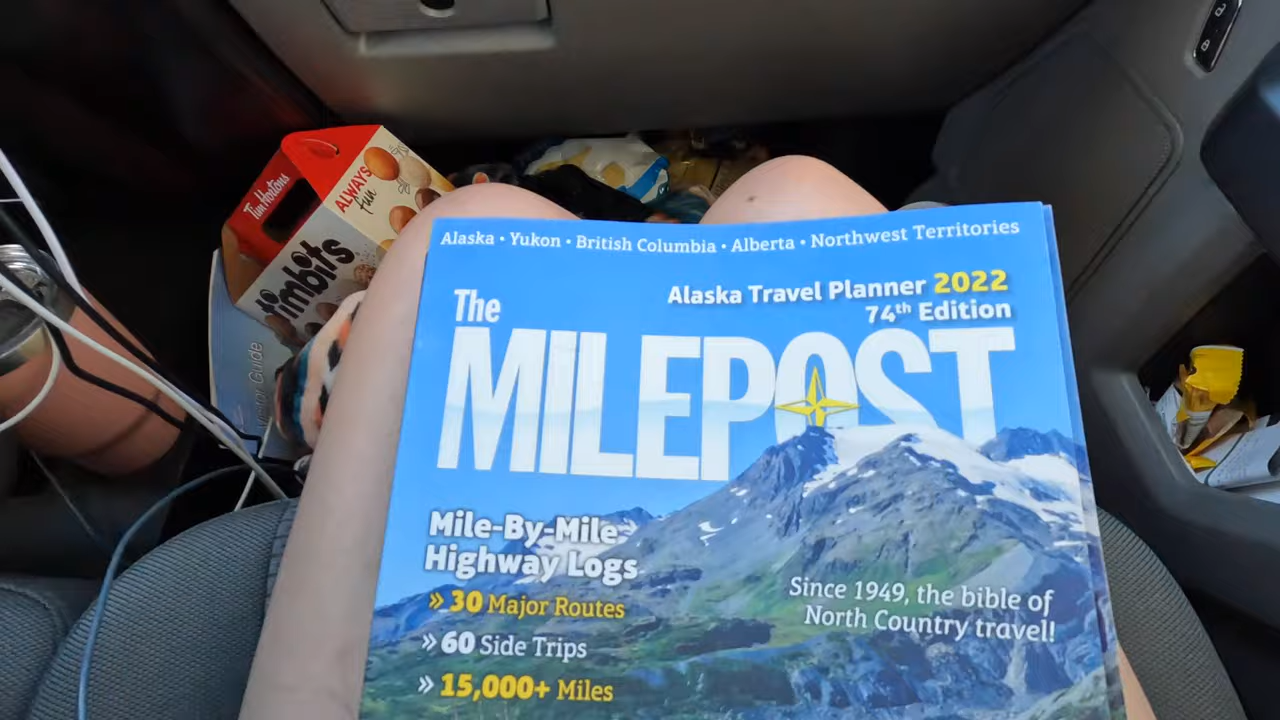 Alaska • Yukon • British Columbia • Alberta • Northwest Territories
Alaska Travel Planner 2022
74th Edition
The
MILEPOST
Mile-By-Mile
Highway Logs
» 30 Major Routes
» 60 Side Trips
» 15,000+ Miles
Since 1949, the bible of
North Country travel!
Tim Hortons
ALWAYS
fun
timbits
Guide